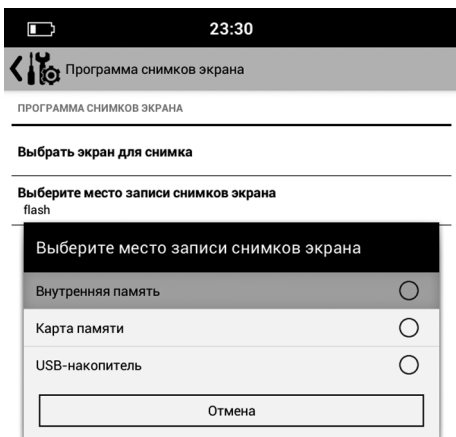 23:30
Программа снимков экрана
ПРОГРАММА СНИМКОВ ЭКРАНА
Выбрать экран для снимка
Выберите место записи снимков экрана
flash
Выберите место записи снимков экрана
Внутренняя память
Карта памяти
USB-накопитель
Отмена